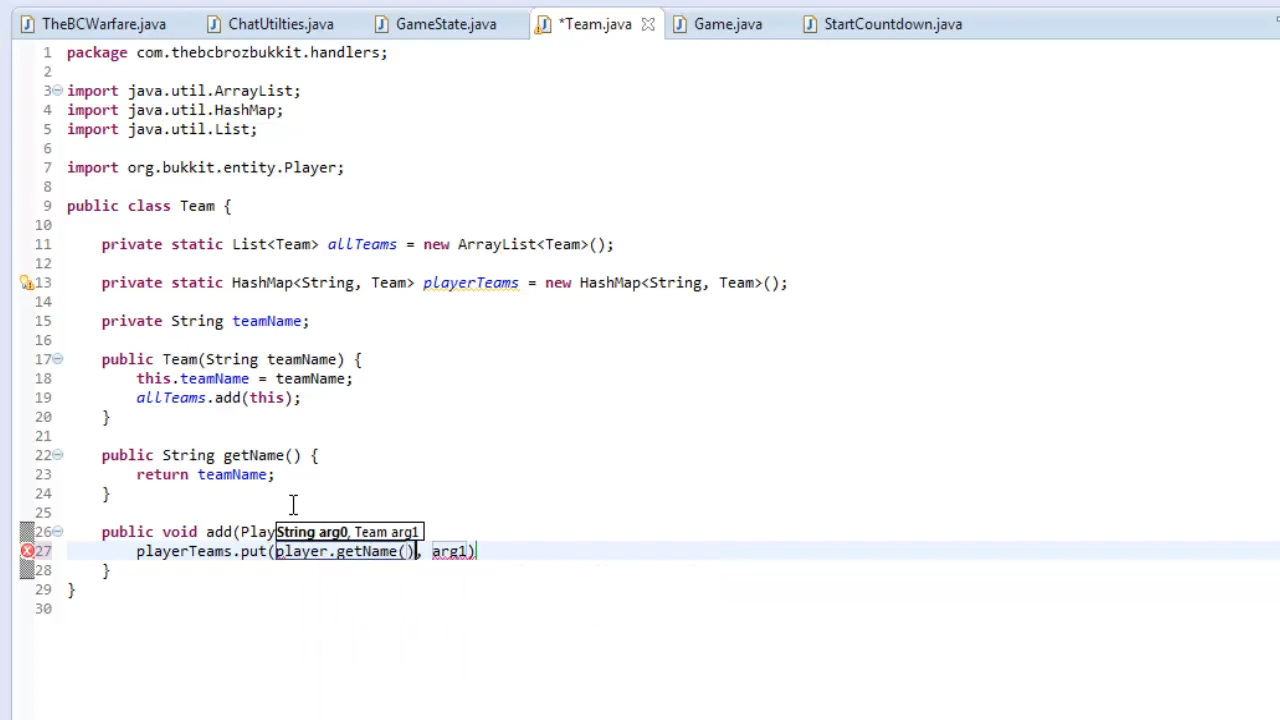 TheBCWarfare.java ChatUtilties.java GameState.java *Team.java Game.java StartCountdown.java
1 package com.thebcbrozbukkit.handlers;
2
3 import java.util.ArrayList;
4 import java.util.HashMap;
5 import java.util.List;
6
7 import org.bukkit.entity.Player;
8
9 public class Team {
10
11 private static List<Team> allTeams = new ArrayList<Team>();
12
13 private static HashMap<String, Team> playerTeams = new HashMap<String, Team>();
14
15 private String teamName;
16
17 public Team(String teamName) {
18 this.teamName = teamName;
19 allTeams.add(this);
20 }
21
22 public String getName() {
23 return teamName;
24 }
25
26 public void add(Play String arg0, Team arg1
27 playerTeams.put(player.getName(), arg1)
28 }
29 }
30